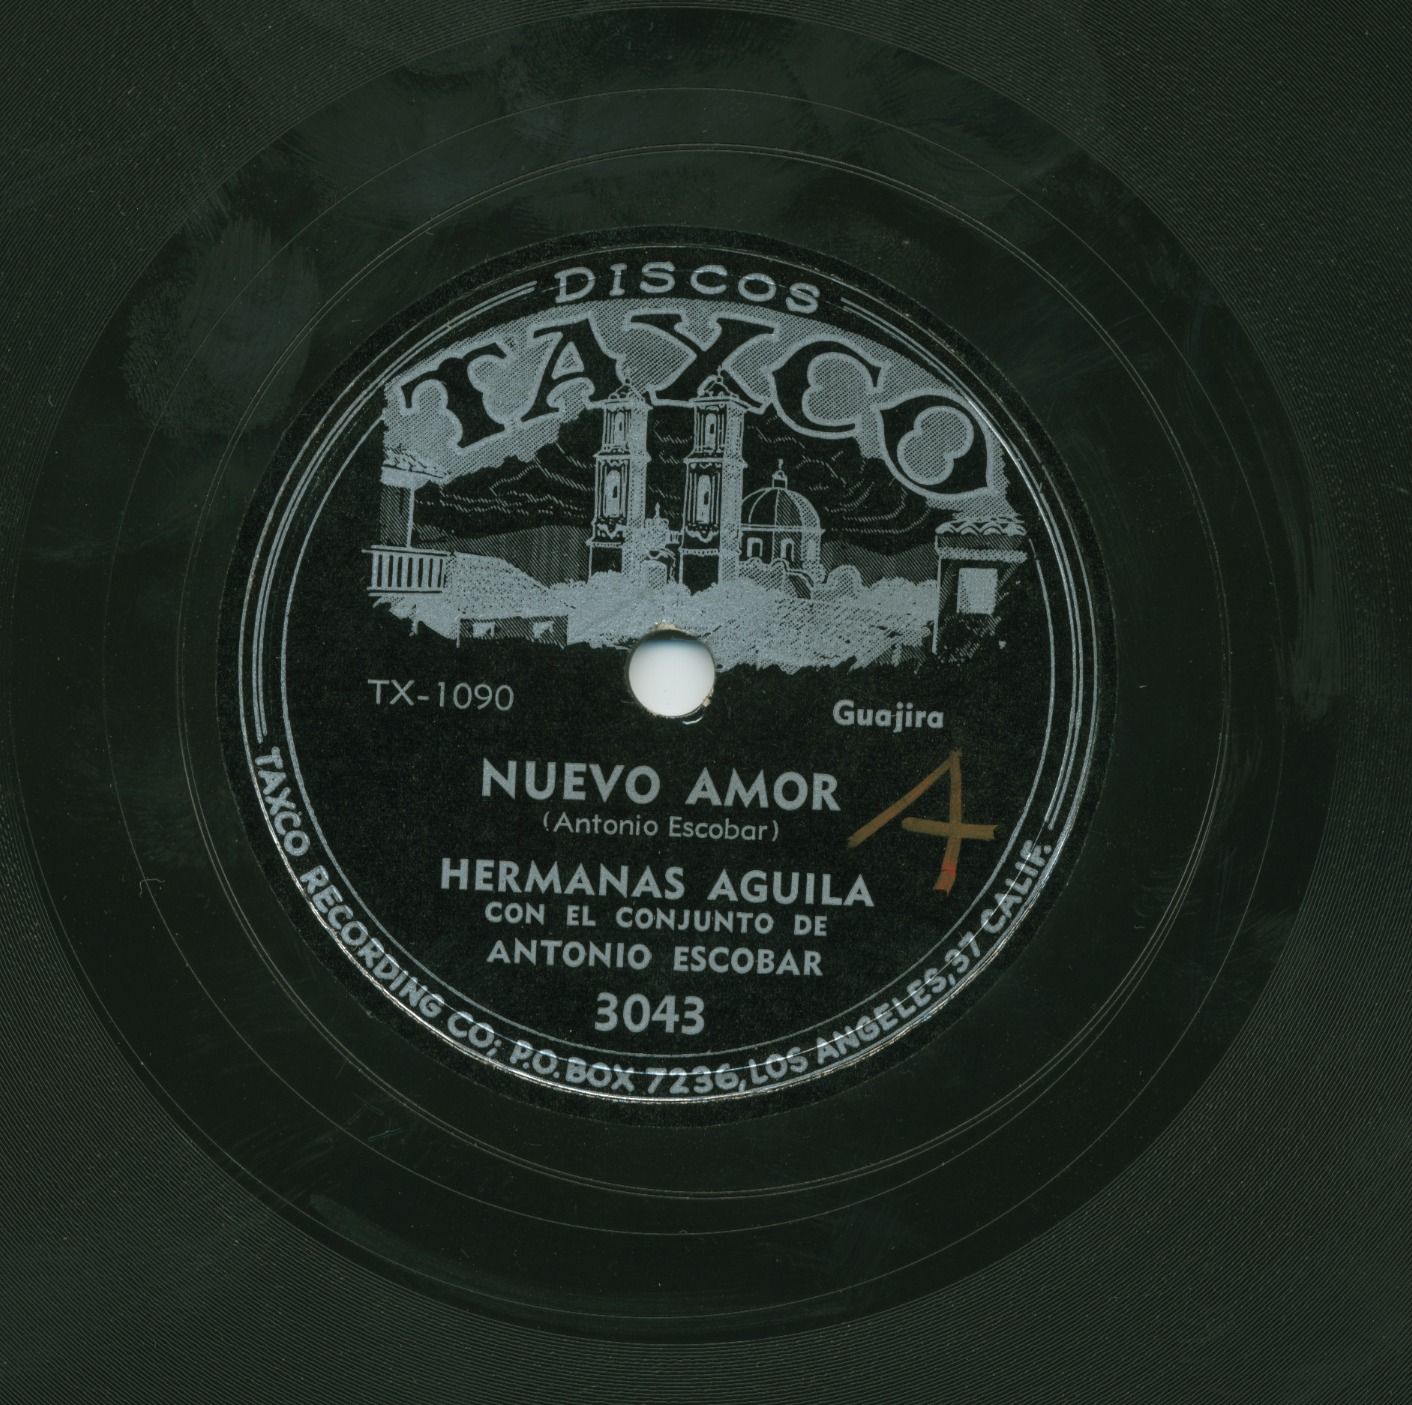 DISCOS
TAXCO
TX-1090
Guajira
NUEVO AMOR
(Antonio Escobar)
A
HERMANAS AGUILA
CON EL CONJUNTO DE
ANTONIO ESCOBAR
3043
TAXCO RECORDING CO; P.O. BOX 7236, LOS ANGELES, 37 CALIF.